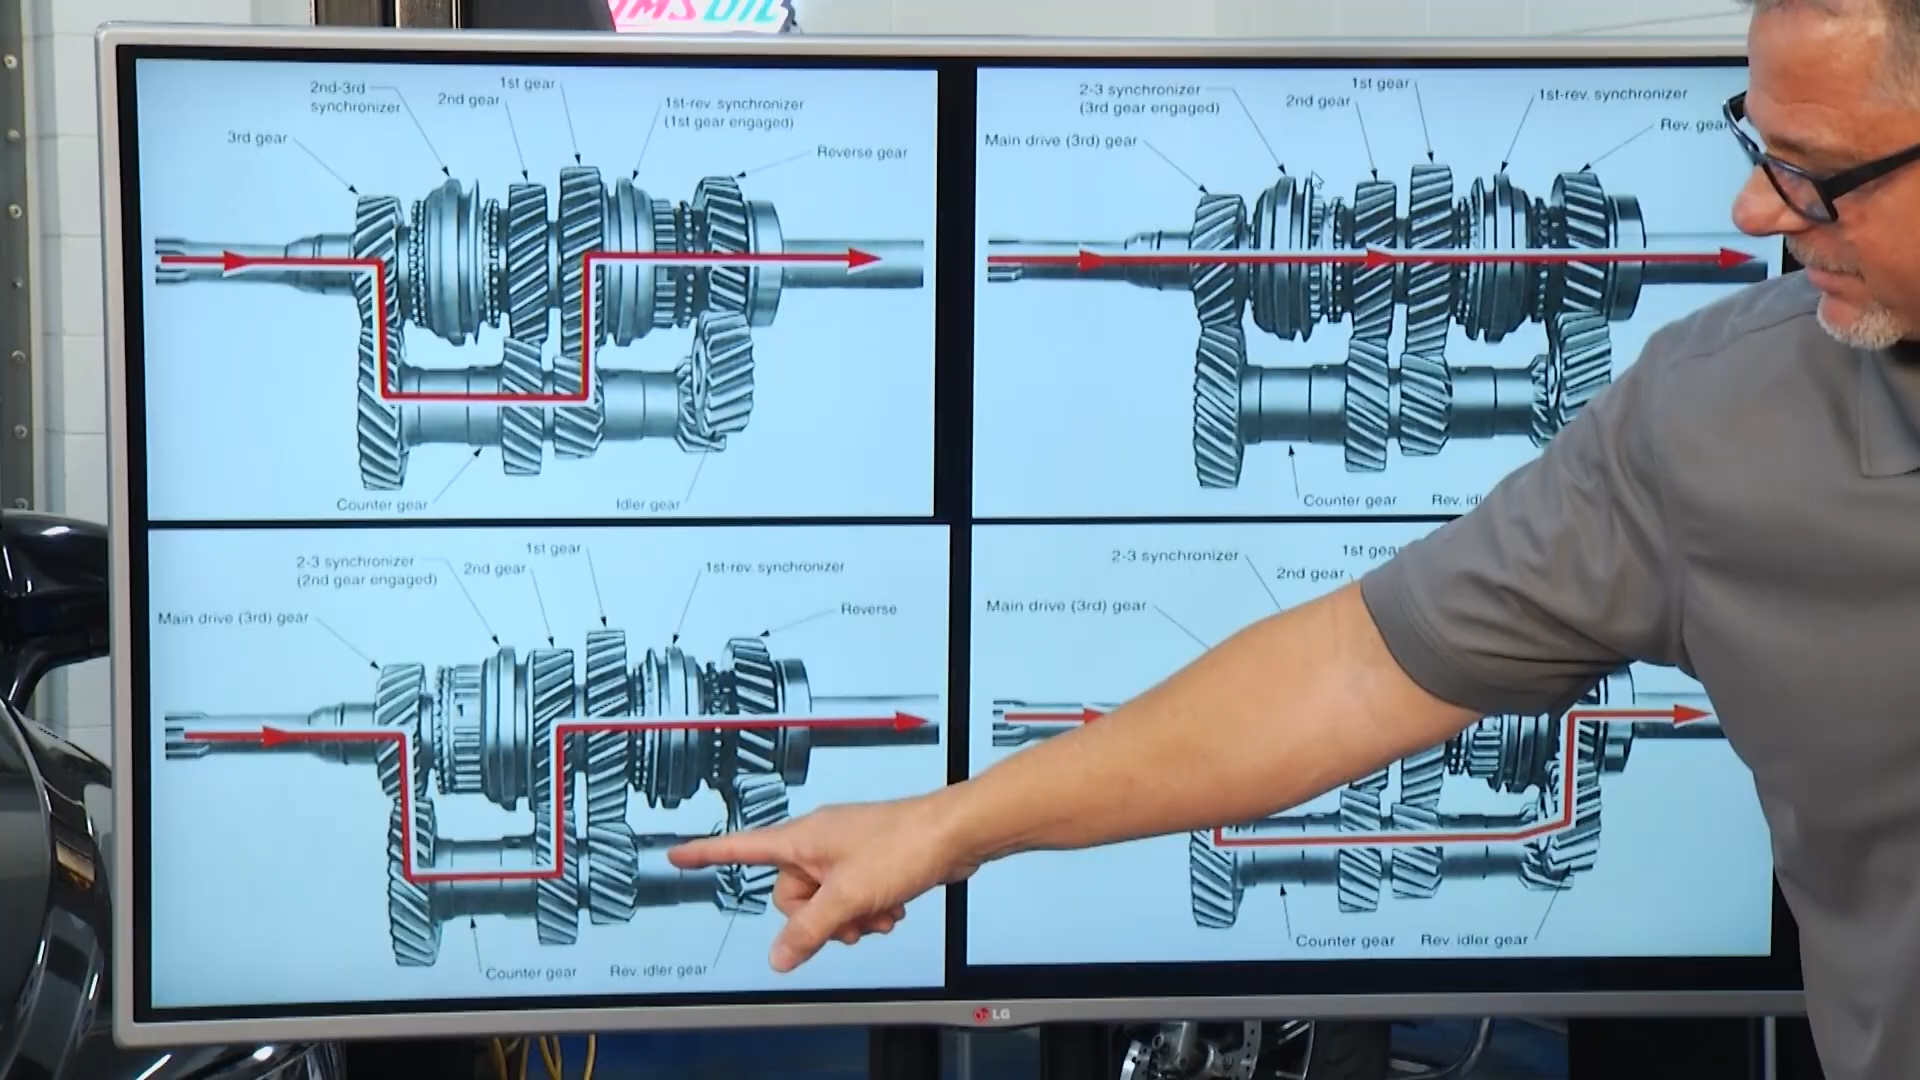 OMSOIL
2nd-3rd
synchronizer
1st gear
2nd gear
1st-rev. synchronizer
(1st gear engaged)
3rd gear
Reverse gear
Counter gear
Idler gear
2-3 synchronizer
(3rd gear engaged)
1st gear
2nd gear
1st-rev. synchronizer
Main drive (3rd) gear
Rev. gear
Counter gear
Rev.
2-3 synchronizer
(2nd gear engaged)
1st gear
2nd gear
1st-rev. synchronizer
Main drive (3rd) gear
Reverse
Counter gear
Rev. idler gear
2-3 synchronizer
1st gear
2nd gear
Main drive (3rd) gear
Counter gear
Rev. idler gear
LG